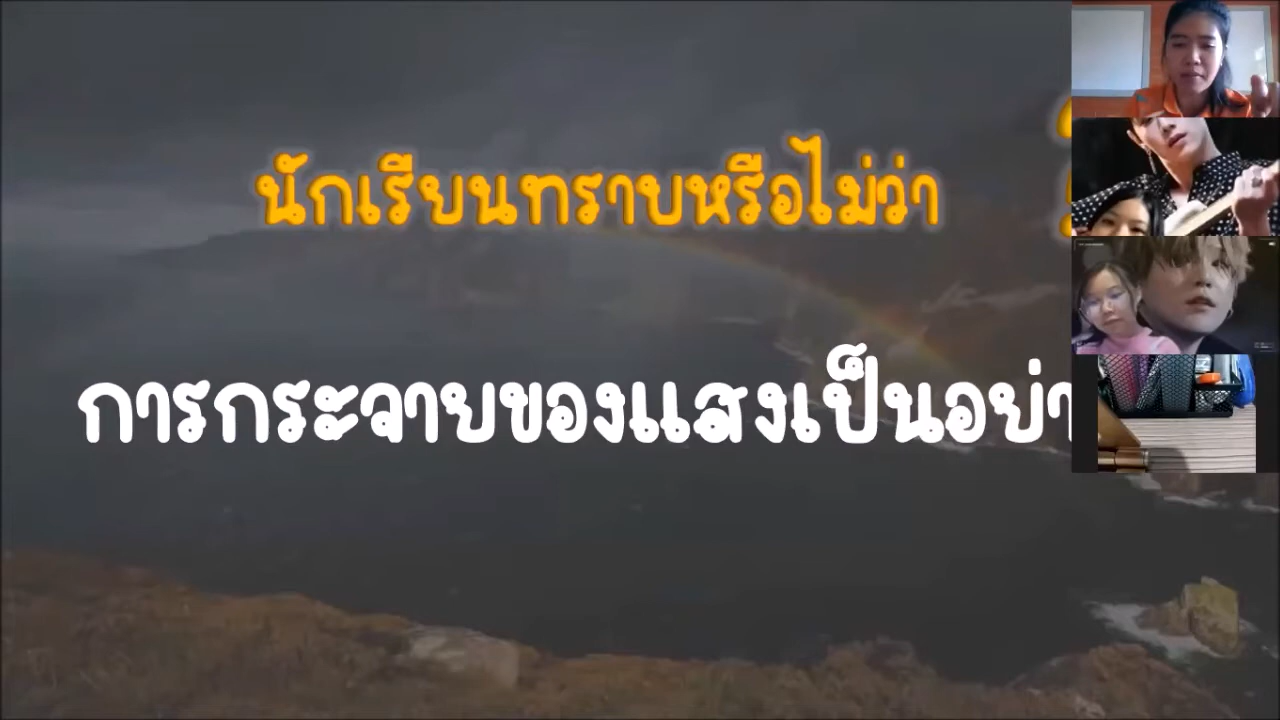 นักเรียนทราบหรือไม่ว่า
การกระจายของแสงเป็นอย่า